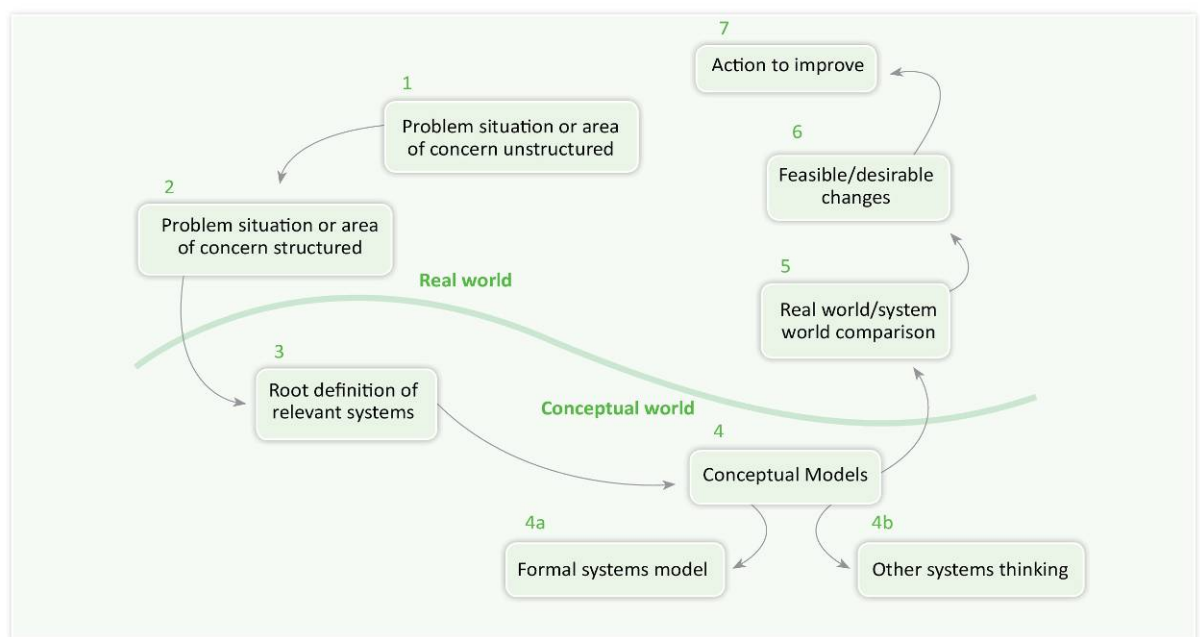 7
Action to improve
1
Problem situation or area
of concern unstructured
6
Feasible/desirable
changes
2
Problem situation or area
of concern structured
Real world
5
Real world/system
world comparison
3
Root definition of
relevant systems
Conceptual world
4
Conceptual Models
4a
Formal systems model
4b
Other systems thinking